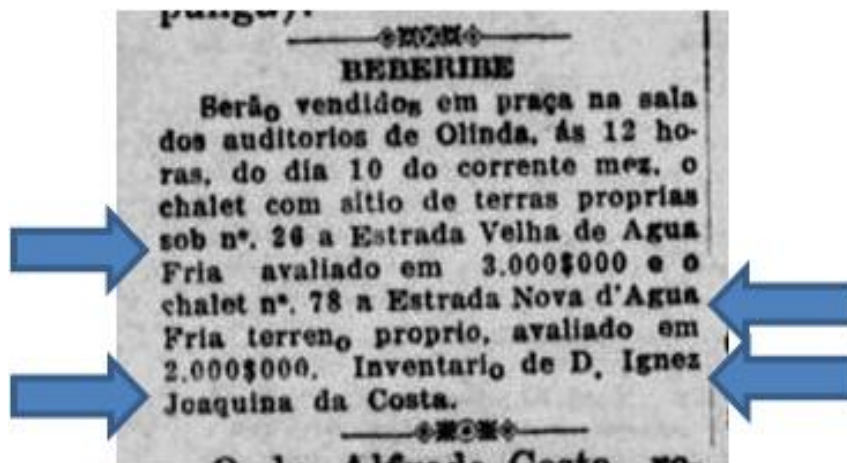 BEBERIBE
Serão vendidos em praça na sala
dos auditorios de Olinda, ás 12 ho-
ras, do dia 10 do corrente mez, o
chalet com sitio de terras proprias
sob nº. 26 a Estrada Velha de Agua
Fria avaliado em 3.000$000 e o
chalet nº. 78 a Estrada Nova d'Agua
Fria terreno proprio, avaliado em
2.000$000. Inventario de D. Ignez
Joaquina da Costa.
Alfredo Costa